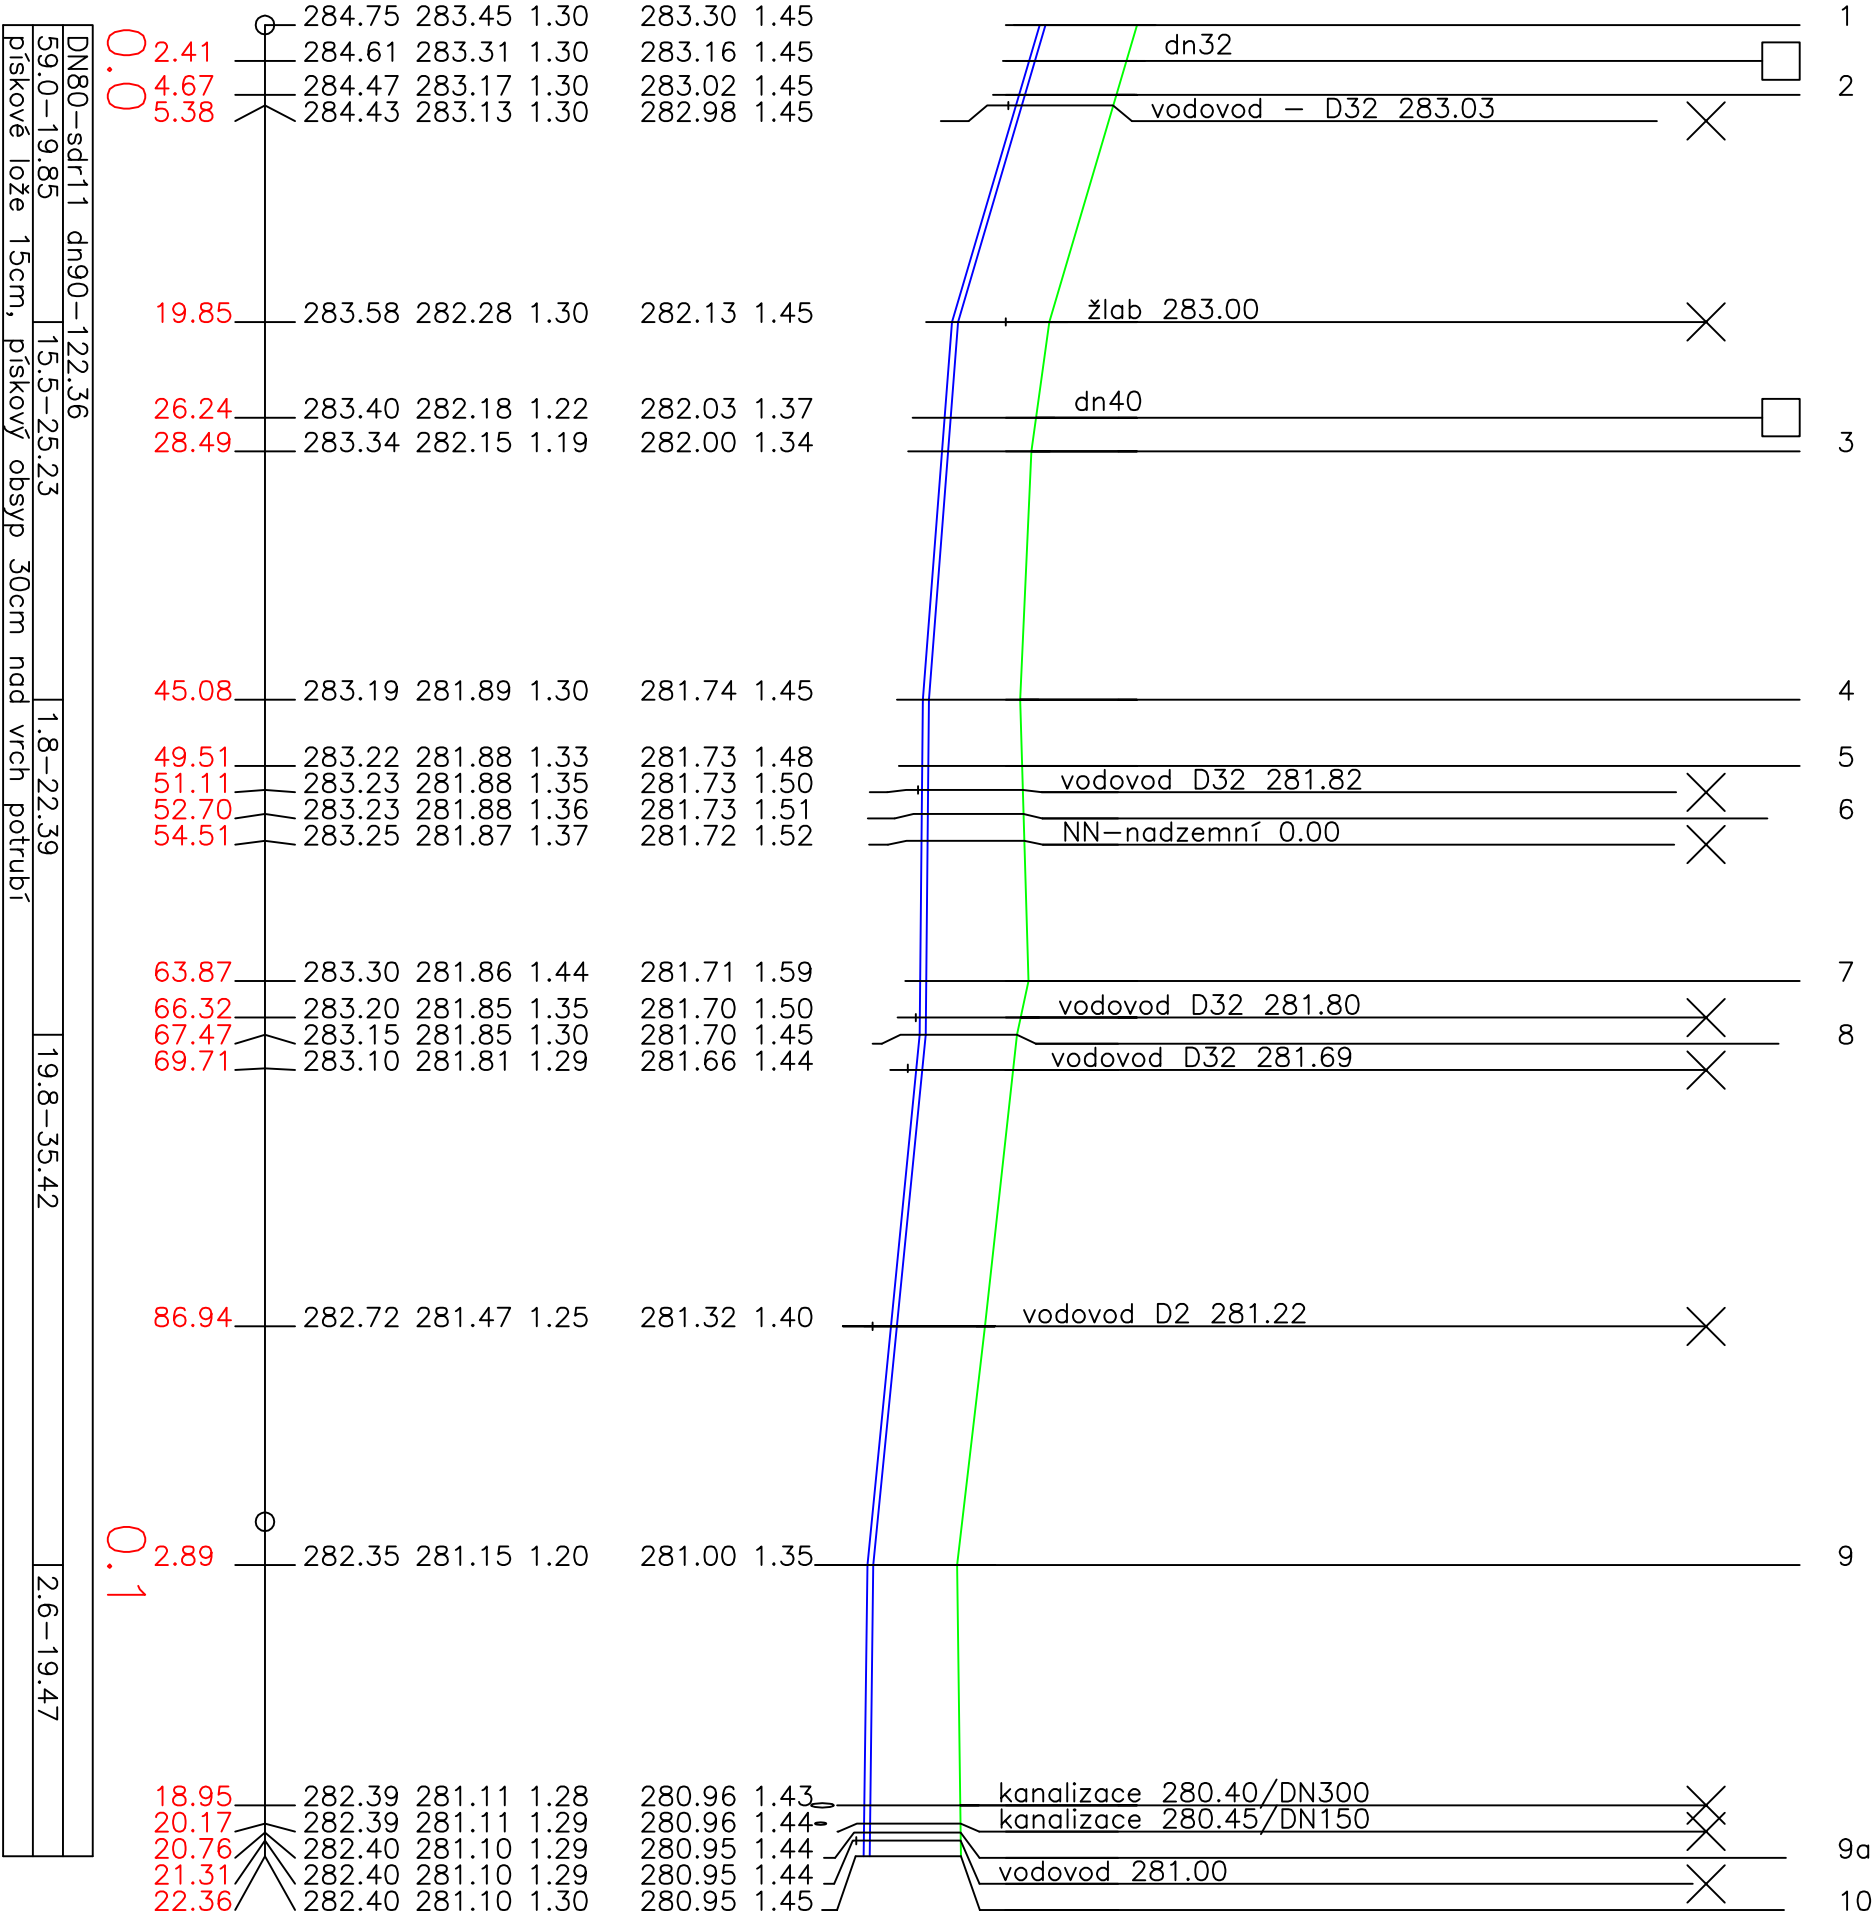 284.75 283.45 1.30 283.30 1.45 1
2.41 284.61 283.31 1.30 283.16 1.45 dn32
4.67 284.47 283.17 1.30 283.02 1.45 2
5.38 284.43 283.13 1.30 282.98 1.45 vodovod - D32 283.03
19.85 283.58 282.28 1.30 282.13 1.45 žlab 283.00
26.24 283.40 282.18 1.22 282.03 1.37 dn40
28.49 283.34 282.15 1.19 282.00 1.34 3
45.08 283.19 281.89 1.30 281.74 1.45 4
49.51 283.22 281.88 1.33 281.73 1.48 5
51.11 283.23 281.88 1.35 281.73 1.50 vodovod D32 281.82
52.70 283.23 281.88 1.36 281.73 1.51 6
54.51 283.25 281.87 1.37 281.72 1.52 NN-nadzemní 0.00
63.87 283.30 281.86 1.44 281.71 1.59 7
66.32 283.20 281.85 1.35 281.70 1.50 vodovod D32 281.80
67.47 283.15 281.85 1.30 281.70 1.45 8
69.71 283.10 281.81 1.29 281.66 1.44 vodovod D32 281.69
86.94 282.72 281.47 1.25 281.32 1.40 vodovod D2 281.22
2.89 282.35 281.15 1.20 281.00 1.35 9
18.95 282.39 281.11 1.28 280.96 1.43 kanalizace 280.40/DN300
20.17 282.39 281.11 1.29 280.96 1.44 kanalizace 280.45/DN150
20.76 282.40 281.10 1.29 280.95 1.44 9a
21.31 282.40 281.10 1.29 280.95 1.44 vodovod 281.00
22.36 282.40 281.10 1.30 280.95 1.45 10
0.0 0.1
DN80-sdr11 dn90-122.36
59.0-19.85 15.5-25.23 1.8-22.39 19.8-35.42 2.6-19.47
pískové lože 15cm, pískový obsyp 30cm nad vrch potrubí